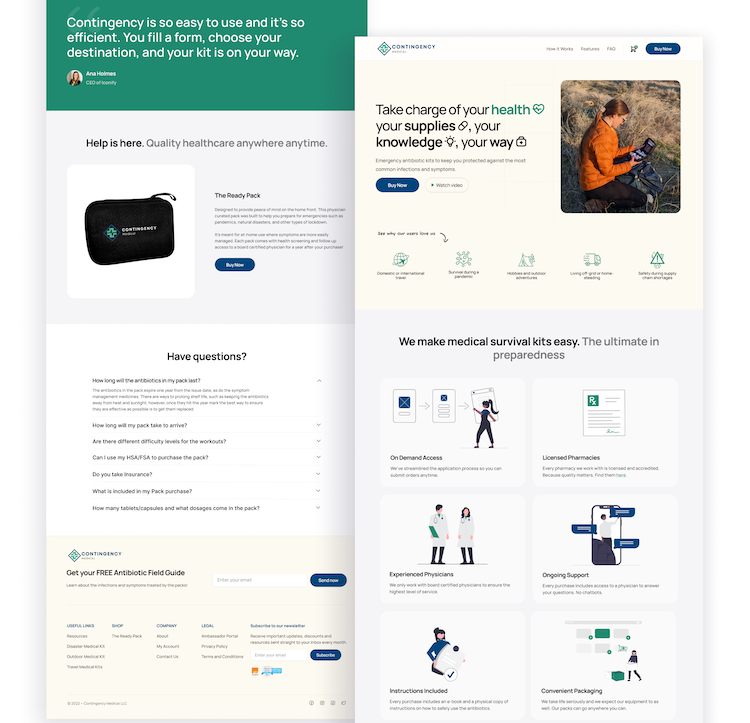 Contingency is so easy to use and it's so
efficient. You fill a form, choose your
destination, and your kit is on your way.
Ana Holmes
CEO of Iconify
Help is here. Quality healthcare anywhere anytime.
CONTINGENCY
MEDICAL
The Ready Pack
Designed to provide peace of mind on the home front. This physician
curated pack was built to help you prepare for emergencies such as
pandemics, natural disasters, and other types of lockdown.
It's meant for at-home use where symptoms are more easily
managed. Each pack comes with health screening and follow up
access to a board certified physician for a year after your purchase!
Buy Now
Have questions?
How long will the antibiotics in my pack last?
The antibiotics in the pack expire one year from the issue date, as do the symptom
management medicines. There are ways to prolong shelf life, such as keeping the antibiotics
away from heat and sunlight, however, once they hit the year mark the best way to ensure
they are effective as possible is to get them replaced.
How long will my pack take to arrive?
Are there different difficulty levels for the workouts?
Can I use my HSA/FSA to purchase the pack?
Do you take Insurance?
What is included in my Pack purchase?
How many tablets/capsules and what dosages come in the pack?
CONTINGENCY
MEDICAL
Get your FREE Antibiotic Field Guide
Learn about the infections and symptoms treated by the packs!
Enter your email
Send now
USEFUL LINKS
Resources
Disaster Medical Kit
Outdoor Medical Kit
Travel Medical Kits
SHOP
The Ready Pack
COMPANY
About
My Account
Contact Us
LEGAL
Ambassador Portal
Privacy Policy
Terms and Conditions
Subscribe to our newsletter
Receive important updates, discounts and
resources sent straight to your inbox every month.
Enter your email
Subscribe
© 2022 - Contingency Medical LLC
CONTINGENCY
MEDICAL
How it Works
Features
FAQ
Buy Now
Take charge of your health
your supplies, your
knowledge, your way
Emergency antibiotic kits to keep you protected against the most
common infections and symptoms.
Buy Now
Watch video
See why our users love us
Domestic or international
travel
Survival during a
pandemic
Hobbies and outdoor
adventures
Living off-grid or home-
steading
Safety during supply
chain shortages
We make medical survival kits easy. The ultimate in
preparedness
On Demand Access
We've streamlined the application process so you can
submit orders anytime.
Rx
Licensed Pharmacies
Every pharmacy we work with is licensed and accredited.
Because quality matters. Find them here.
Experienced Physicians
We only work with board certified physicians to ensure the
highest level of service.
Ongoing Support
Every purchase includes access to a physician to answer
your questions. No chatbots.
Instructions Included
Every purchase includes an e-book and a physical copy of
instructions on how to safely use the antibiotics.
Convenient Packaging
We take life seriously and we expect our equipment to as
well. Our packs can go anywhere you can.